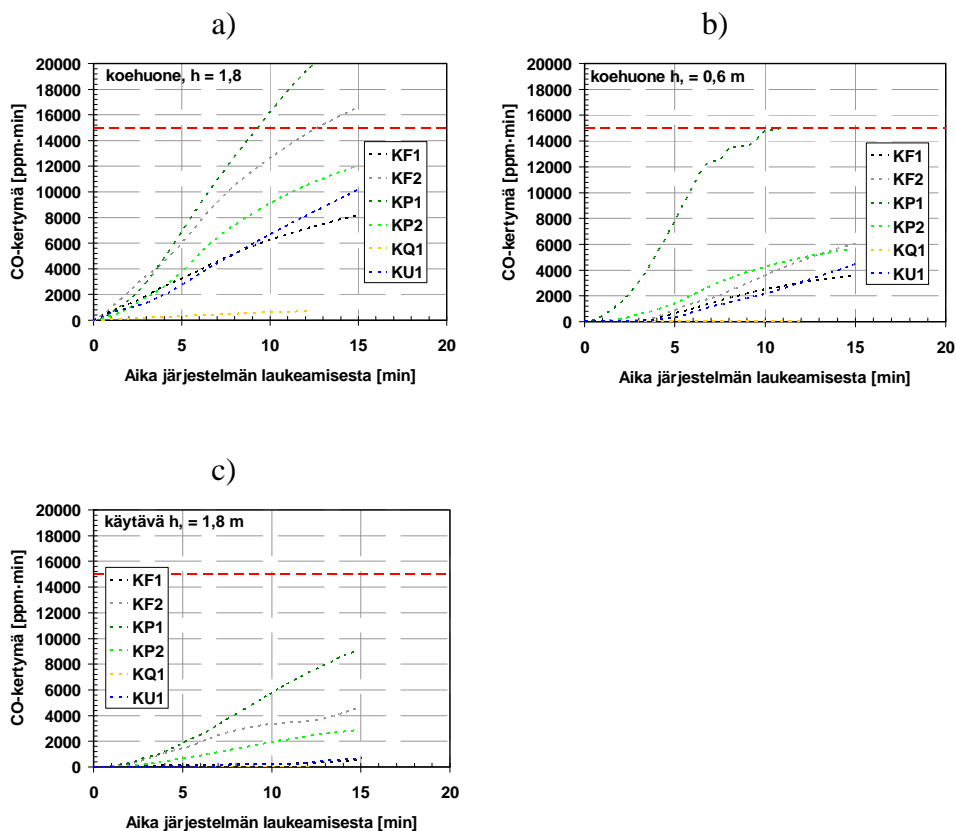 a)
koehuone, h = 1,8
CO-kertymä [ppm·min]
20000
18000
16000
14000
12000
10000
8000
6000
4000
2000
0
0 5 10 15 20
KF1
KF2
KP1
KP2
KQ1
KU1
Aika järjestelmän laukeamisesta [min]
b)
koehuone h, = 0,6 m
CO-kertymä [ppm·min]
20000
18000
16000
14000
12000
10000
8000
6000
4000
2000
0
0 5 10 15 20
KF1
KF2
KP1
KP2
KQ1
KU1
Aika järjestelmän laukeamisesta [min]
c)
käytävä h, = 1,8 m
CO-kertymä [ppm·min]
20000
18000
16000
14000
12000
10000
8000
6000
4000
2000
0
0 5 10 15 20
KF1
KF2
KP1
KP2
KQ1
KU1
Aika järjestelmän laukeamisesta [min]